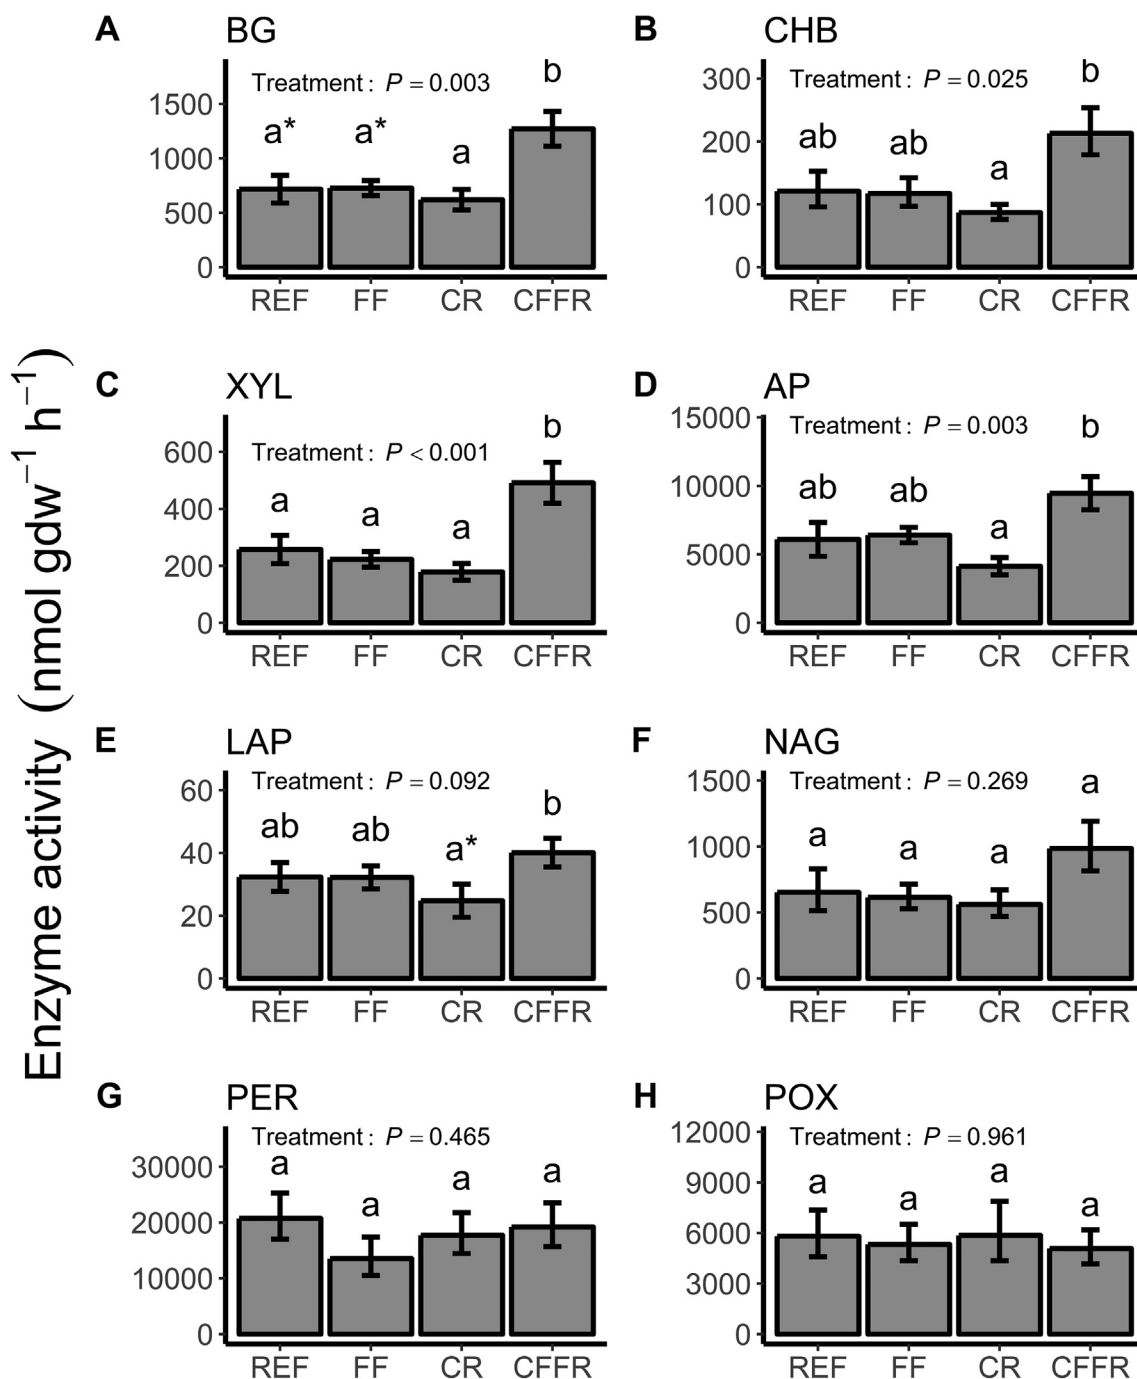 Enzyme activity (nmol gdw⁻¹ h⁻¹)
A BG
Treatment : P = 0.003
1500
1000
500
0
a* a* a b
REF FF CR CFFR
B CHB
Treatment : P = 0.025
300
200
100
0
ab ab a b
REF FF CR CFFR
C XYL
Treatment : P < 0.001
600
400
200
0
a a a b
REF FF CR CFFR
D AP
Treatment : P = 0.003
15000
10000
5000
0
ab ab a b
REF FF CR CFFR
E LAP
Treatment : P = 0.092
60
40
20
0
ab ab a* b
REF FF CR CFFR
F NAG
Treatment : P = 0.269
1500
1000
500
0
a a a a
REF FF CR CFFR
G PER
Treatment : P = 0.465
30000
20000
10000
0
a a a a
REF FF CR CFFR
H POX
Treatment : P = 0.961
12000
9000
6000
3000
0
a a a a
REF FF CR CFFR